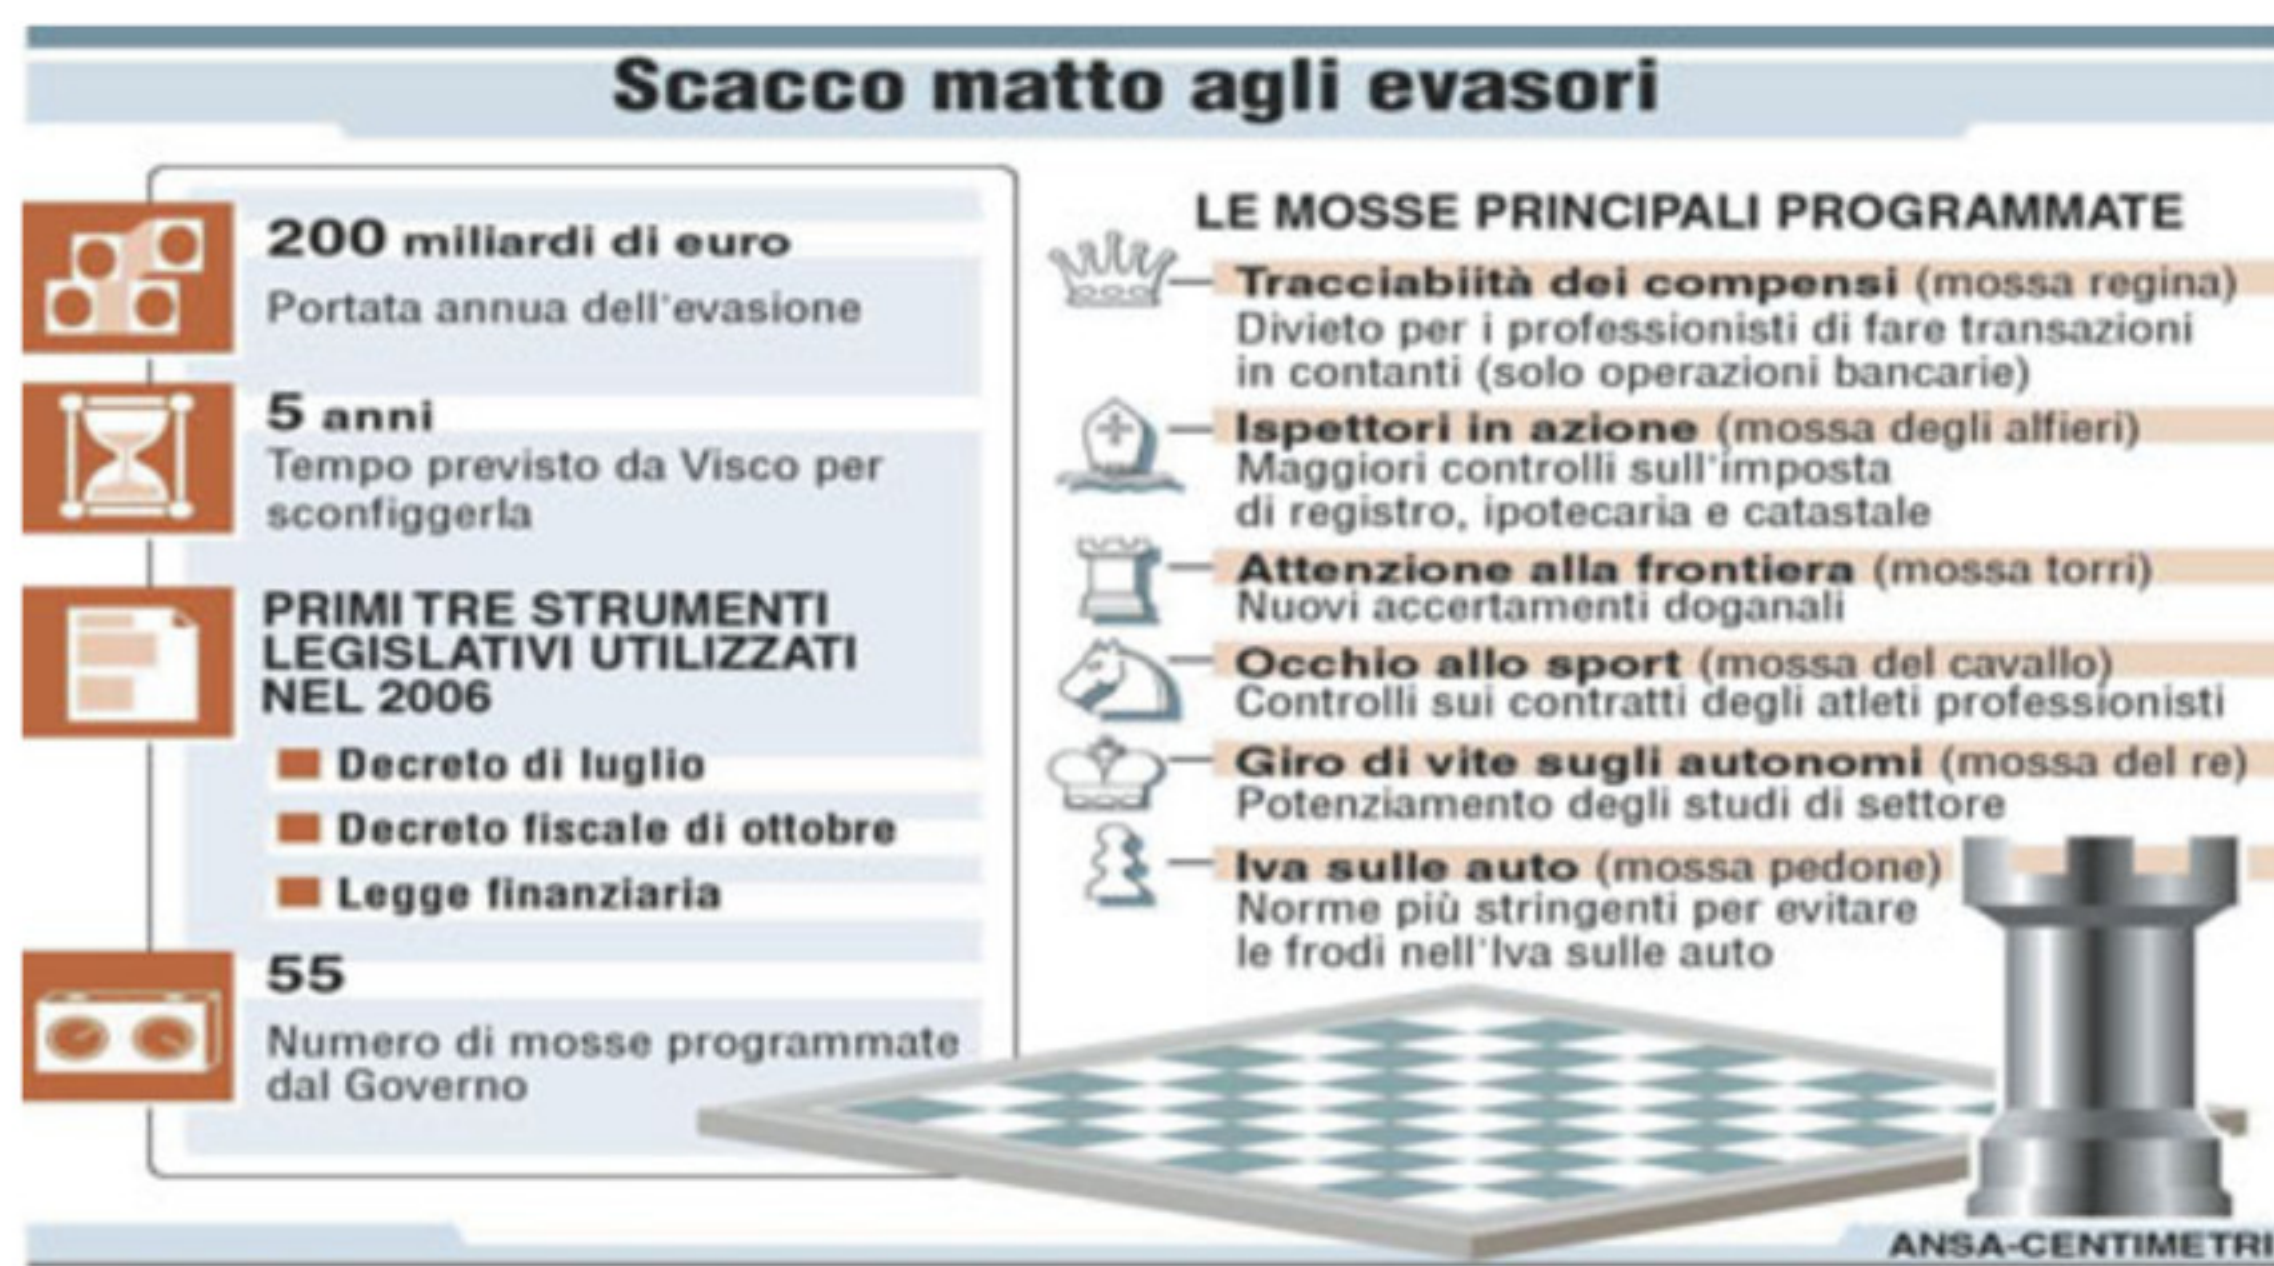 Scacco matto agli evasori
200 miliardi di euro
Portata annua dell'evasione
5 anni
Tempo previsto da Visco per
sconfiggerla
PRIMI TRE STRUMENTI
LEGISLATIVI UTILIZZATI
NEL 2006
Decreto di luglio
Decreto fiscale di ottobre
Legge finanziaria
55
Numero di mosse programmate
dal Governo
LE MOSSE PRINCIPALI PROGRAMMATE
Tracciabiità dei compensi (mossa regina)
Divieto per i professionisti di fare transazioni
in contanti (solo operazioni bancarie)
Ispettori in azione (mossa degli alfieri)
Maggiori controlli sull'imposta
di registro, ipotecaria e catastale
Attenzione alla frontiera (mossa torri)
Nuovi accertamenti doganali
Occhio allo sport (mossa del cavallo)
Controlli sui contratti degli atleti professionisti
Giro di vite sugli autonomi (mossa del re)
Potenziamento degli studi di settore
Iva sulle auto (mossa pedone)
Norme più stringenti per evitare
le frodi nell'Iva sulle auto
ANSA-CENTIMETRI